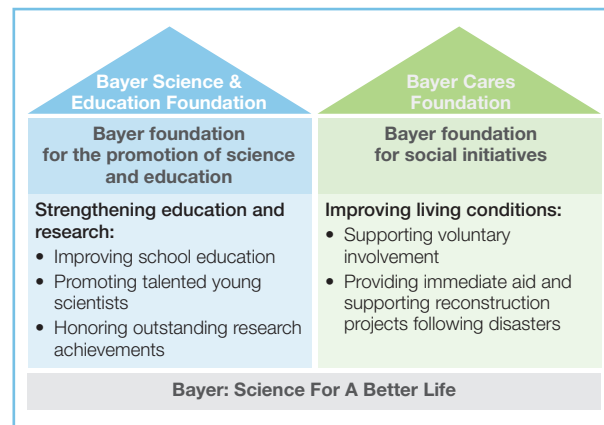 Bayer Science &
Education Foundation
Bayer foundation
for the promotion of science
and education
Strengthening education and
research:
• Improving school education
• Promoting talented young
scientists
• Honoring outstanding research
achievements
Bayer Cares
Foundation
Bayer foundation
for social initiatives
Improving living conditions:
• Supporting voluntary
involvement
• Providing immediate aid and
supporting reconstruction
projects following disasters
Bayer: Science For A Better Life